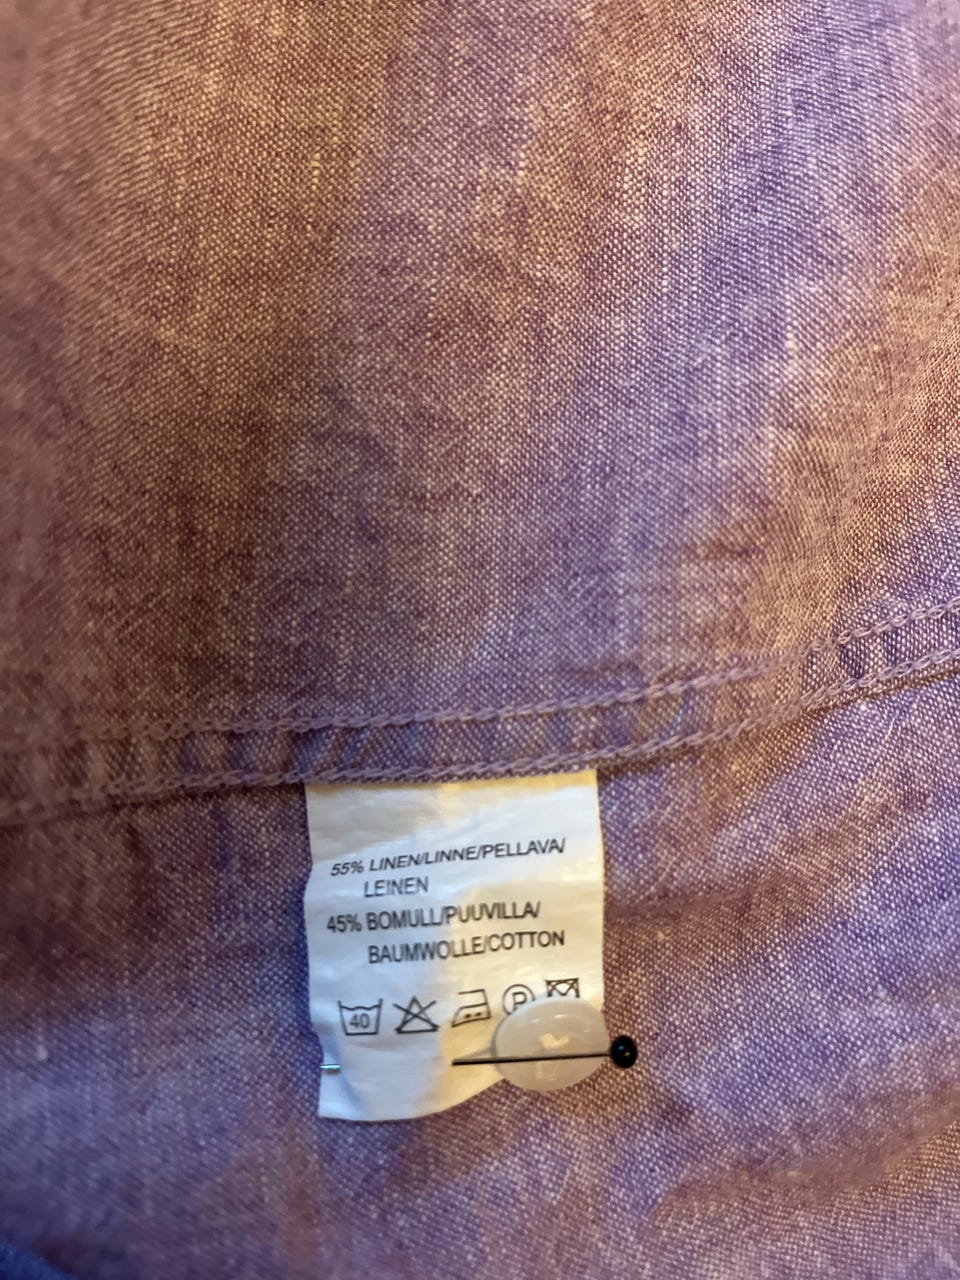 55% LINEN/LINNE/PELLAVA/
LEINEN
45% BOMULL/PUUVILLA/
BAUMWOLLE/COTTON
40 P